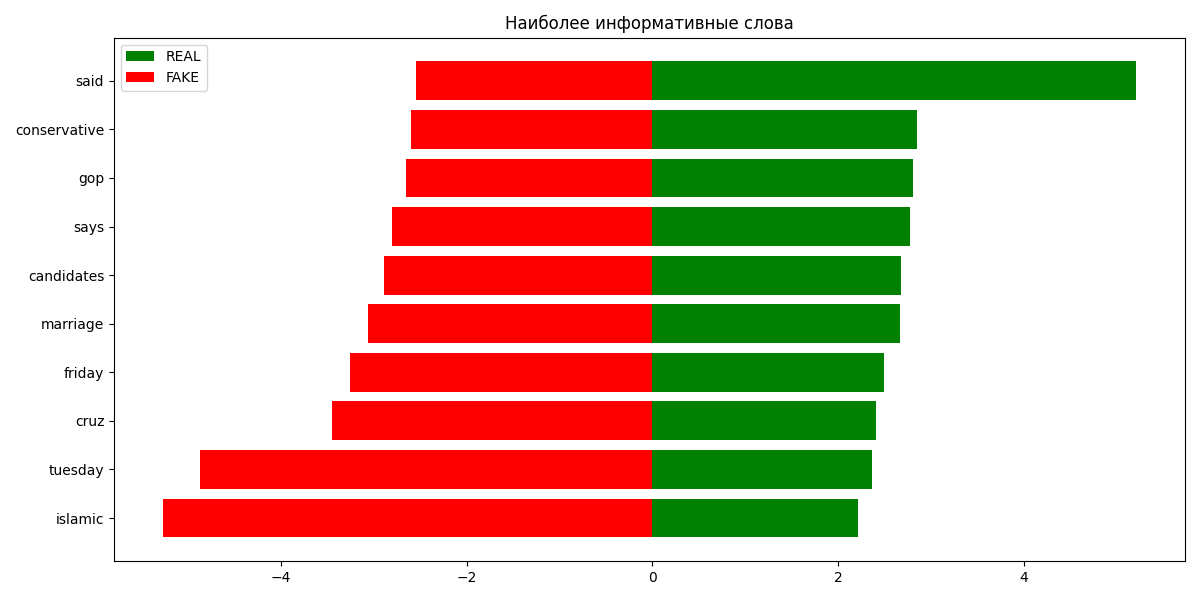 Наиболее информативные слова
REAL
FAKE
said
conservative
gop
says
candidates
marriage
friday
cruz
tuesday
islamic
−4
−2
0
2
4